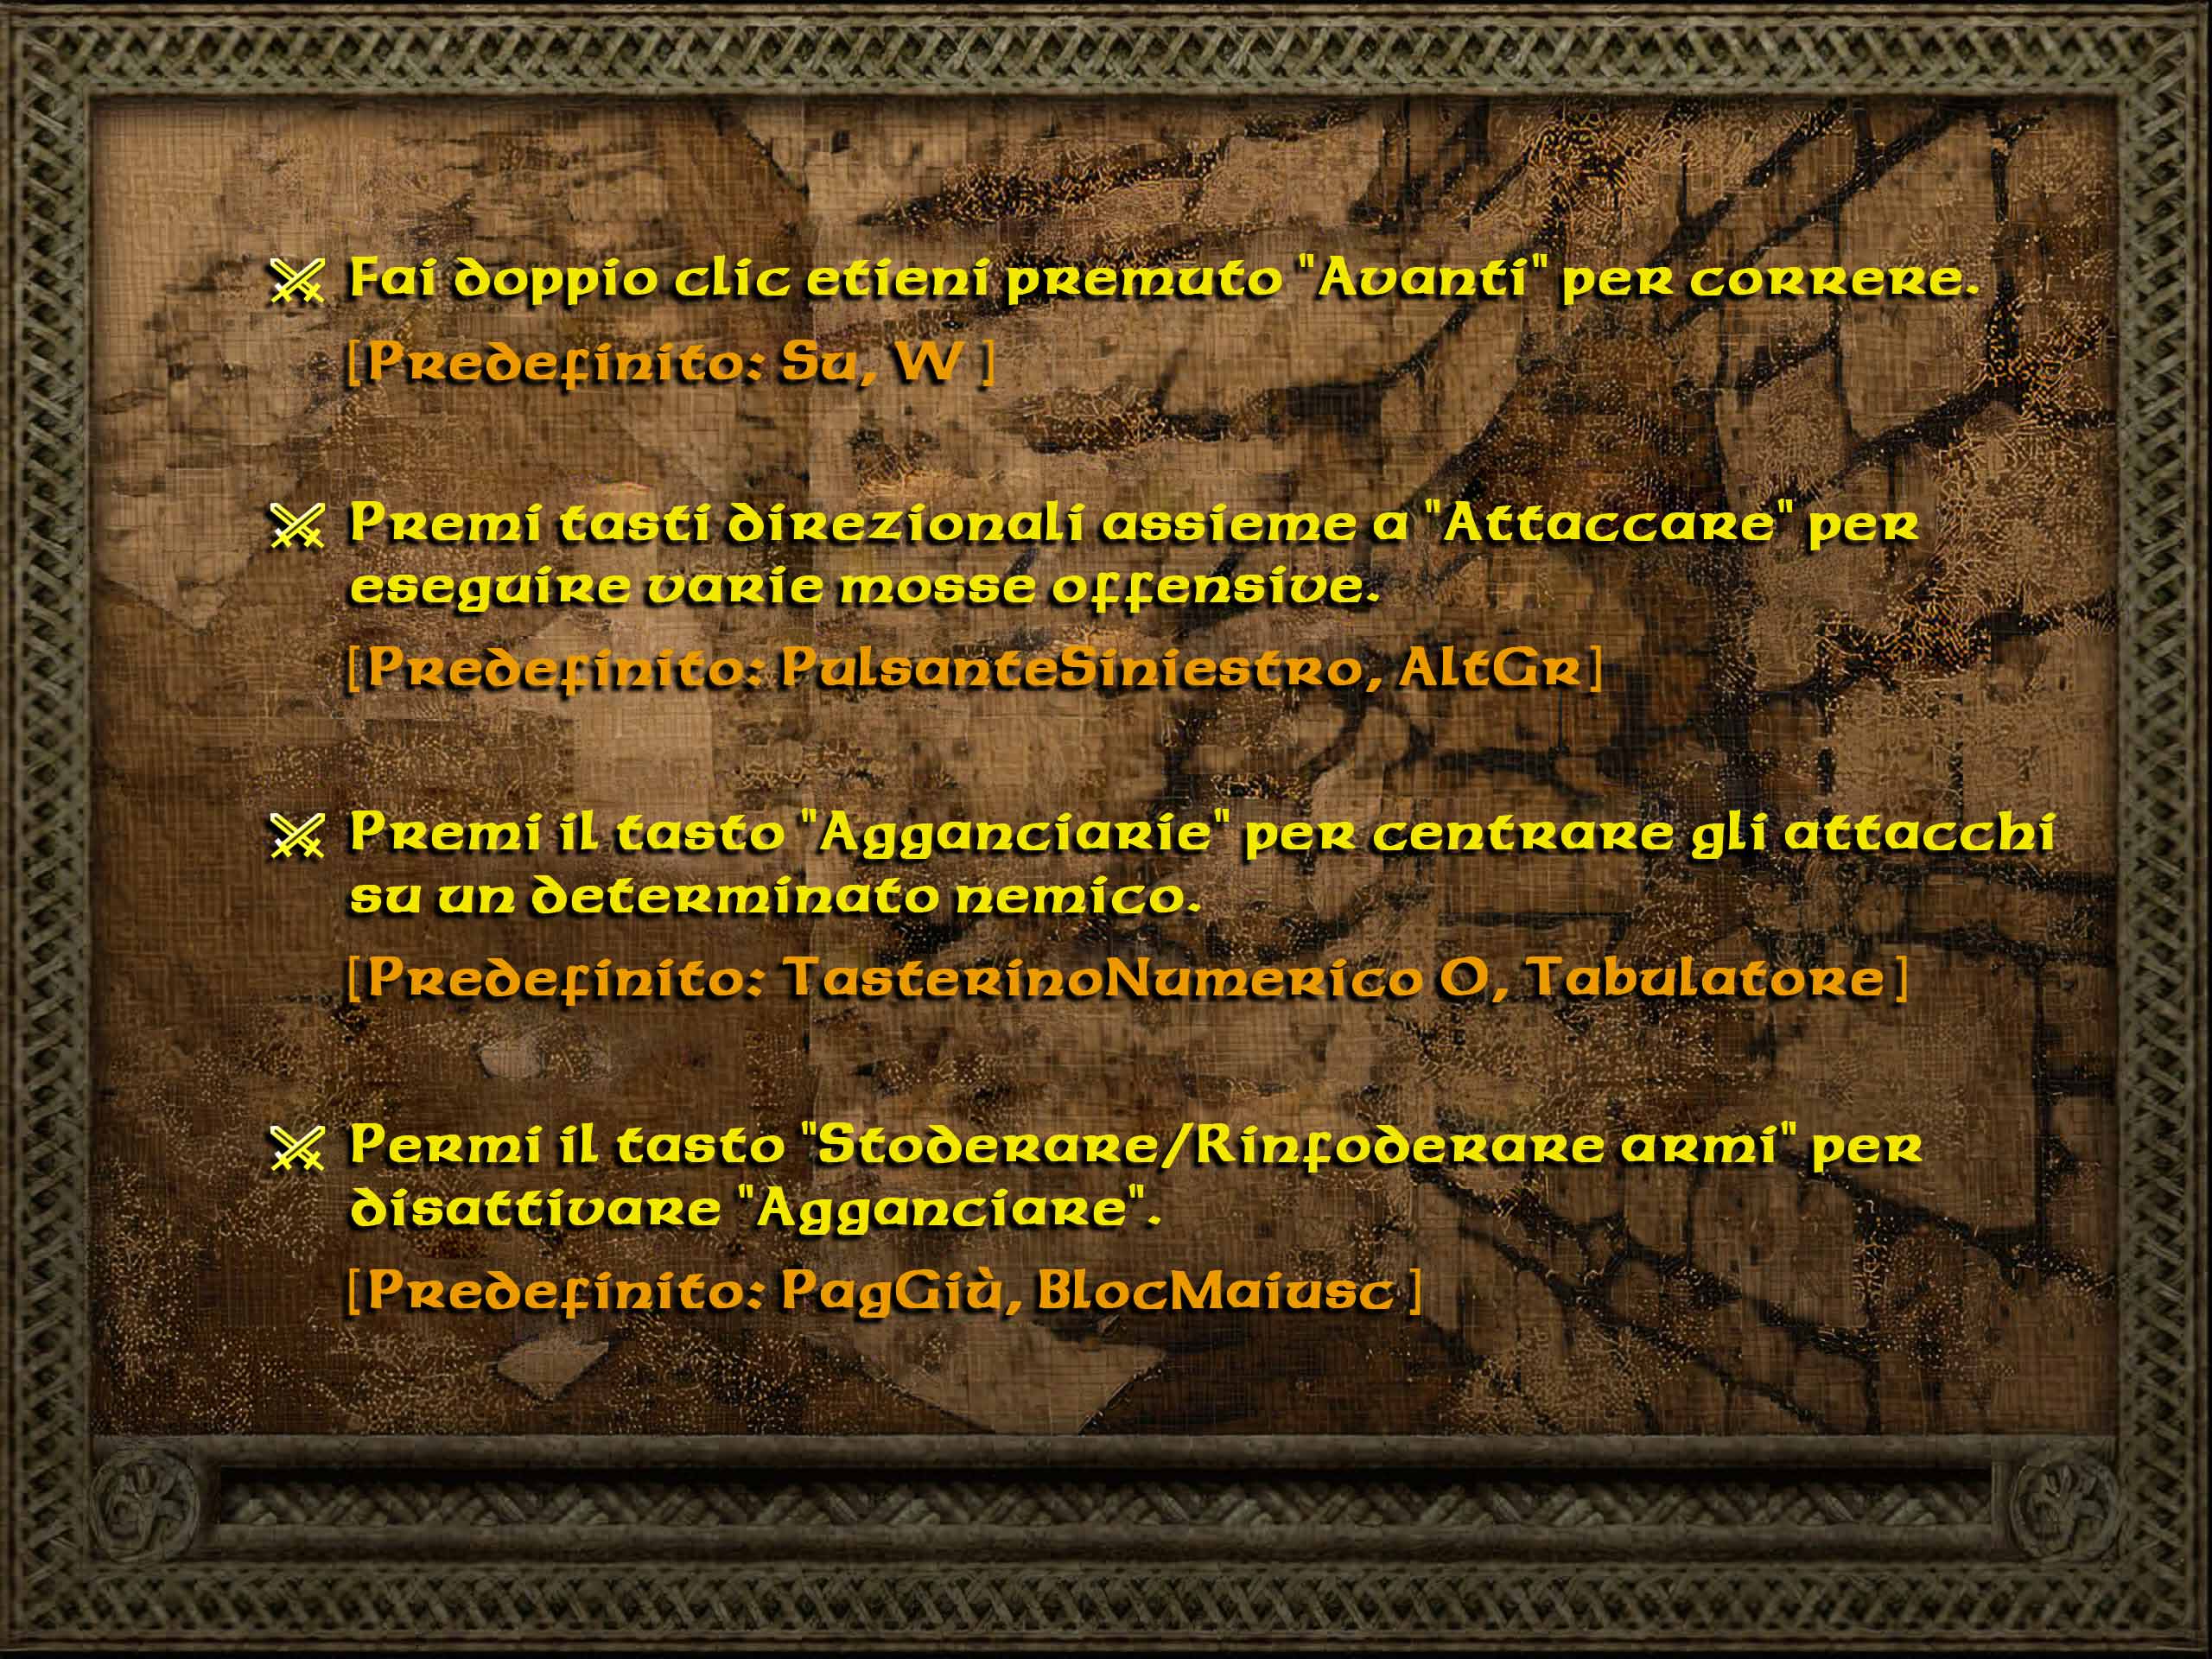 Fai doppio clic etieni premuto "Avanti" per correre.
[Predefinito: Su, W ]
Premi tasti direzionali assieme a "Attaccare" per
eseguire varie mosse offensive.
[Predefinito: PulsanteSiniestro, AltGr]
Premi il tasto "Agganciarie" per centrare gli attacchi
su un determinato nemico.
[Predefinito: TasterinoNumerico 0, Tabulatore]
Permi il tasto "Stoderare/Rinfoderare armi" per
disattivare "Agganciare".
[Predefinito: PagGiù, BlocMaiusc ]